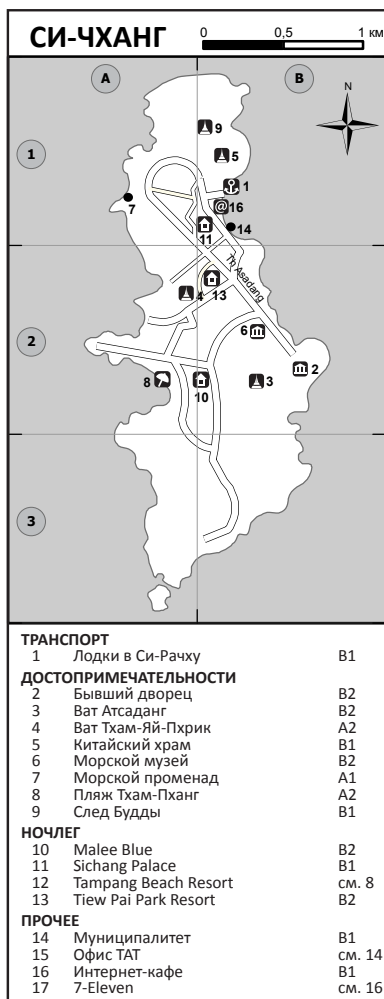 СИ-ЧХАНГ
0 0,5 1 км
A B
N
9
1
5
1
16
7
14
11
Th Asadang
4 13
6
2
2
8 10 3
3
ТРАНСПОРТ
1 Лодки в Си-Рачху B1
ДОСТОПРИМЕЧАТЕЛЬНОСТИ
2 Бывший дворец B2
3 Ват Атсаданг B2
4 Ват Тхам-Яй-Пхрик A2
5 Китайский храм B1
6 Морской музей B2
7 Морской променад A1
8 Пляж Тхам-Пханг A2
9 След Будды B1
НОЧЛЕГ
10 Malee Blue B2
11 Sichang Palace B1
12 Tampang Beach Resort см. 8
13 Tiew Pai Park Resort B2
ПРОЧЕЕ
14 Муниципалитет B1
15 Офис ТАТ см. 14
16 Интернет-кафе B1
17 7-Eleven см. 16